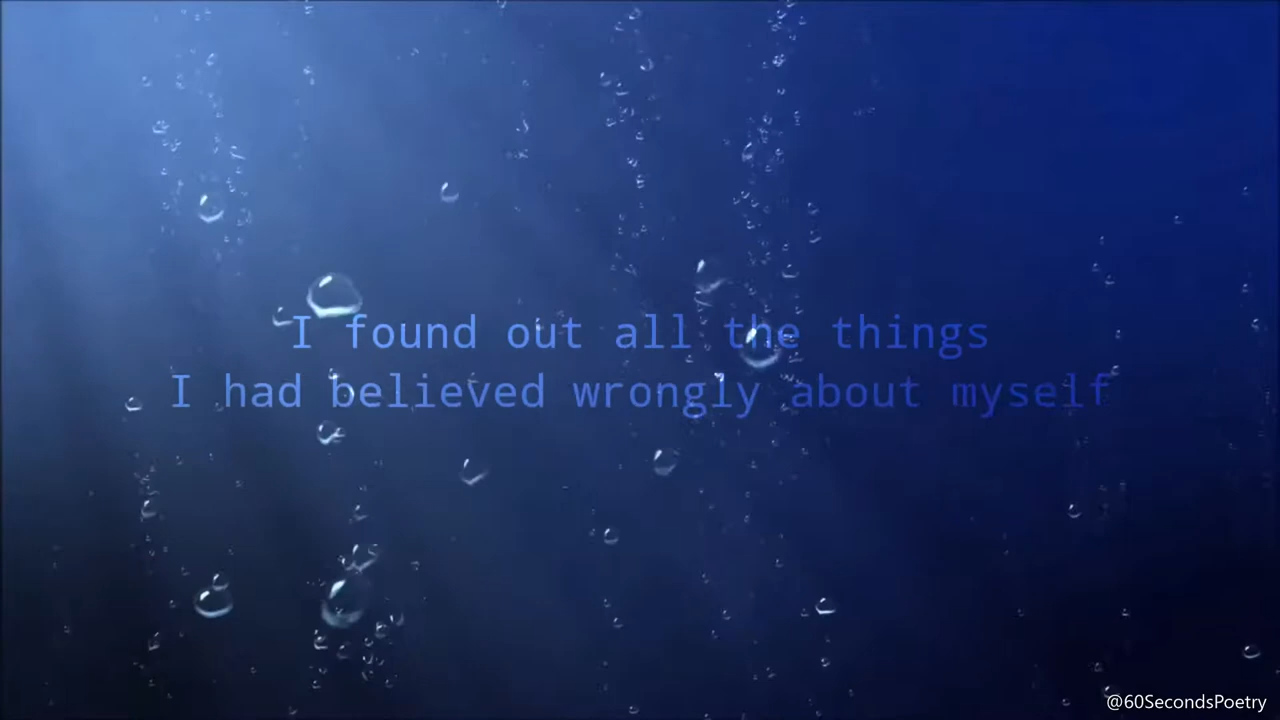 I found out all the things
I had believed wrongly about myself
@60SecondsPoetry